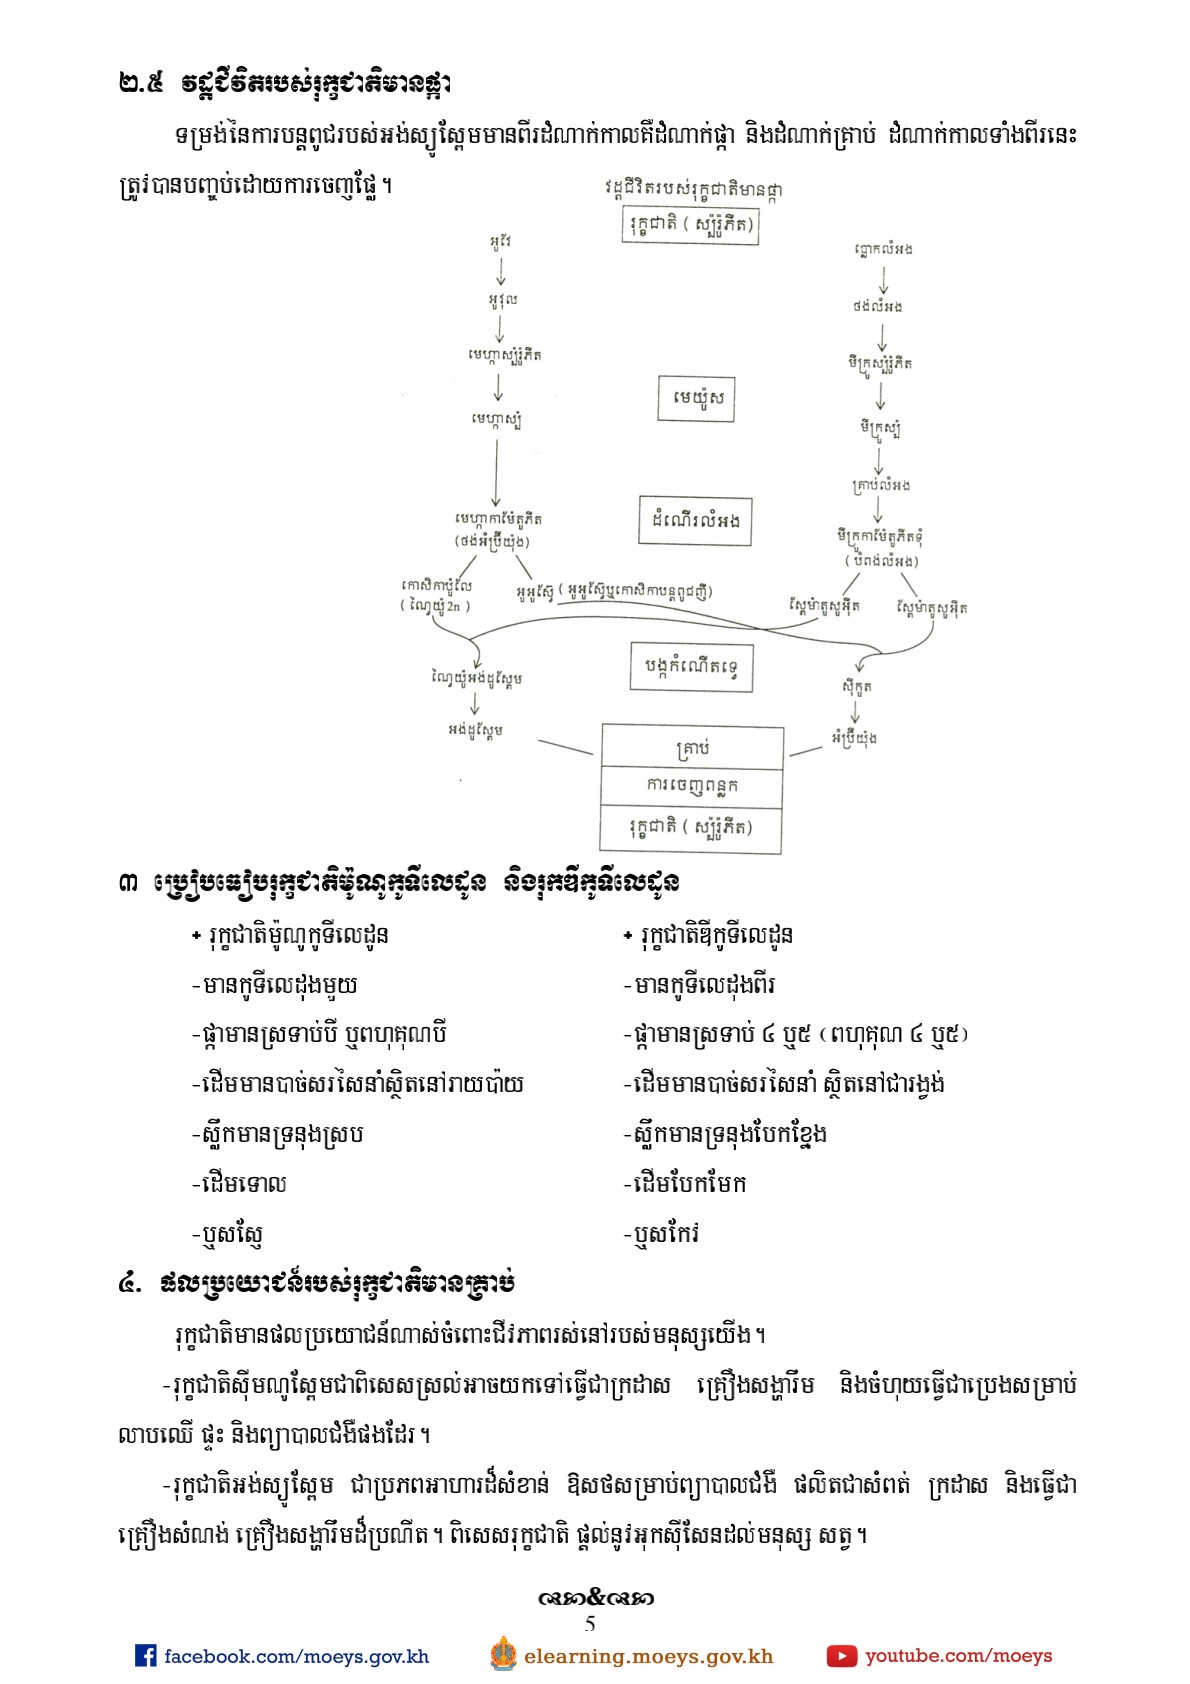 ២.៥ វដ្តជីវិតរបស់រុក្ខជាតិមានផ្កា
ទម្រង់នៃការបន្តពូជរបស់អង់ស្យូស្ពែមមានពីរដំណាក់កាលគឺដំណាក់ផ្កា និងដំណាក់គ្រាប់ ដំណាក់កាលទាំងពីរនេះ
ត្រូវបានបញ្ចប់ដោយការចេញផ្លែ។
វដ្តជីវិតរបស់រុក្ខជាតិមានផ្កា
រុក្ខជាតិ ( ស្ប៉រ៉ូភីត)
អូវែ
ប្លោកលំអង
អូវុល
ថង់លំអង
មេហ្កាស្ប៉រ៉ូភីត
មីក្រូស្ប៉រ៉ូភីត
មេយ៉ូស
មេហ្កាស្ប៉
មីក្រូស្ប៉
គ្រាប់លំអង
មេហ្កាកាម៉ែតូភីត
(ថង់អំប្រ៊ីយ៉ុង)
ដំណើរលំអង
មីក្រូកាម៉ែតូភីតទុំ
( បំពង់លំអង)
កោសិកាប៉ូលែ
( ណ្វៃយ៉ូ 2n )
អូអូស្វ៊ែ ( អូអូស្វ៊ែឬកោសិកាបន្តពូជញី)
ស្ពែម៉ាតូសូអ៊ីត
ស្ពែម៉ាតូសូអ៊ីត
បង្កកំណើតទ្វេ
ណ្វៃយ៉ូអង់ដូស្ពែម
ស៊ីកូត
អង់ដូស្ពែម
អំប្រ៊ីយ៉ុង
គ្រាប់
ការចេញពន្លក
រុក្ខជាតិ ( ស្ប៉រ៉ូភីត)
៣ ប្រៀបធៀបរុក្ខជាតិម៉ូណូកូទីលេដូន និងរុកឌីកូទីលេដូន
+ រុក្ខជាតិម៉ូណូកូទីលេដូន + រុក្ខជាតិឌីកូទីលេដូន
-មានកូទីលេដុងមួយ -មានកូទីលេដុងពីរ
-ផ្កាមានស្រទាប់បី ឬពហុគុណបី -ផ្កាមានស្រទាប់ ៤ ឬ៥ (ពហុគុណ ៤ ឬ៥)
-ដើមមានបាច់សរសៃនាំស្ថិតនៅរាយប៉ាយ -ដើមមានបាច់សរសៃនាំ ស្ថិតនៅជារង្វង់
-ស្លឹកមានទ្រនុងស្រប -ស្លឹកមានទ្រនុងបែកខ្នែង
-ដើមទោល -ដើមបែកមែក
-ឬសស្ញែ -ឬសកែវ
៤. ផលប្រយោជន៍របស់រុក្ខជាតិមានគ្រាប់
រុក្ខជាតិមានផលប្រយោជន៍ណាស់ចំពោះជីវភាពរស់នៅរបស់មនុស្សយើង។
-រុក្ខជាតិស៊ីមណូស្ពែមជាពិសេសស្រល់អាចយកទៅធ្វើជាក្រដាស គ្រឿងសង្ហារឹម និងចំហុយធ្វើជាប្រេងសម្រាប់
លាបឈើ ផ្ទះ និងព្យាបាលជំងឺផងដែរ។
-រុក្ខជាតិអង់ស្យូស្ពែម ជាប្រភពអាហារដ៏សំខាន់ ឱសថសម្រាប់ព្យាបាលជំងឺ ផលិតជាសំពត់ ក្រដាស និងធ្វើជា
គ្រឿងសំណង់ គ្រឿងសង្ហារឹមដ៏ប្រណីត។ ពិសេសរុក្ខជាតិ ផ្តល់នូវអុកស៊ីសែនដល់មនុស្ស សត្វ។
&
5
facebook.com/moeys.gov.kh elearning.moeys.gov.kh youtube.com/moeys